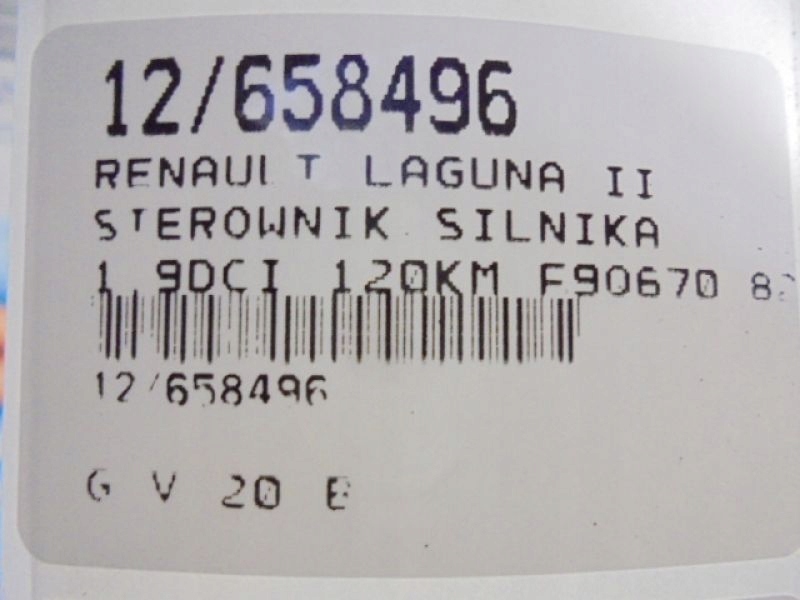 12/658496
RENAULT LAGUNA II
STEROWNIK SILNIKA
1.9DCI 120KM F90670
12/658496
G V 20 E